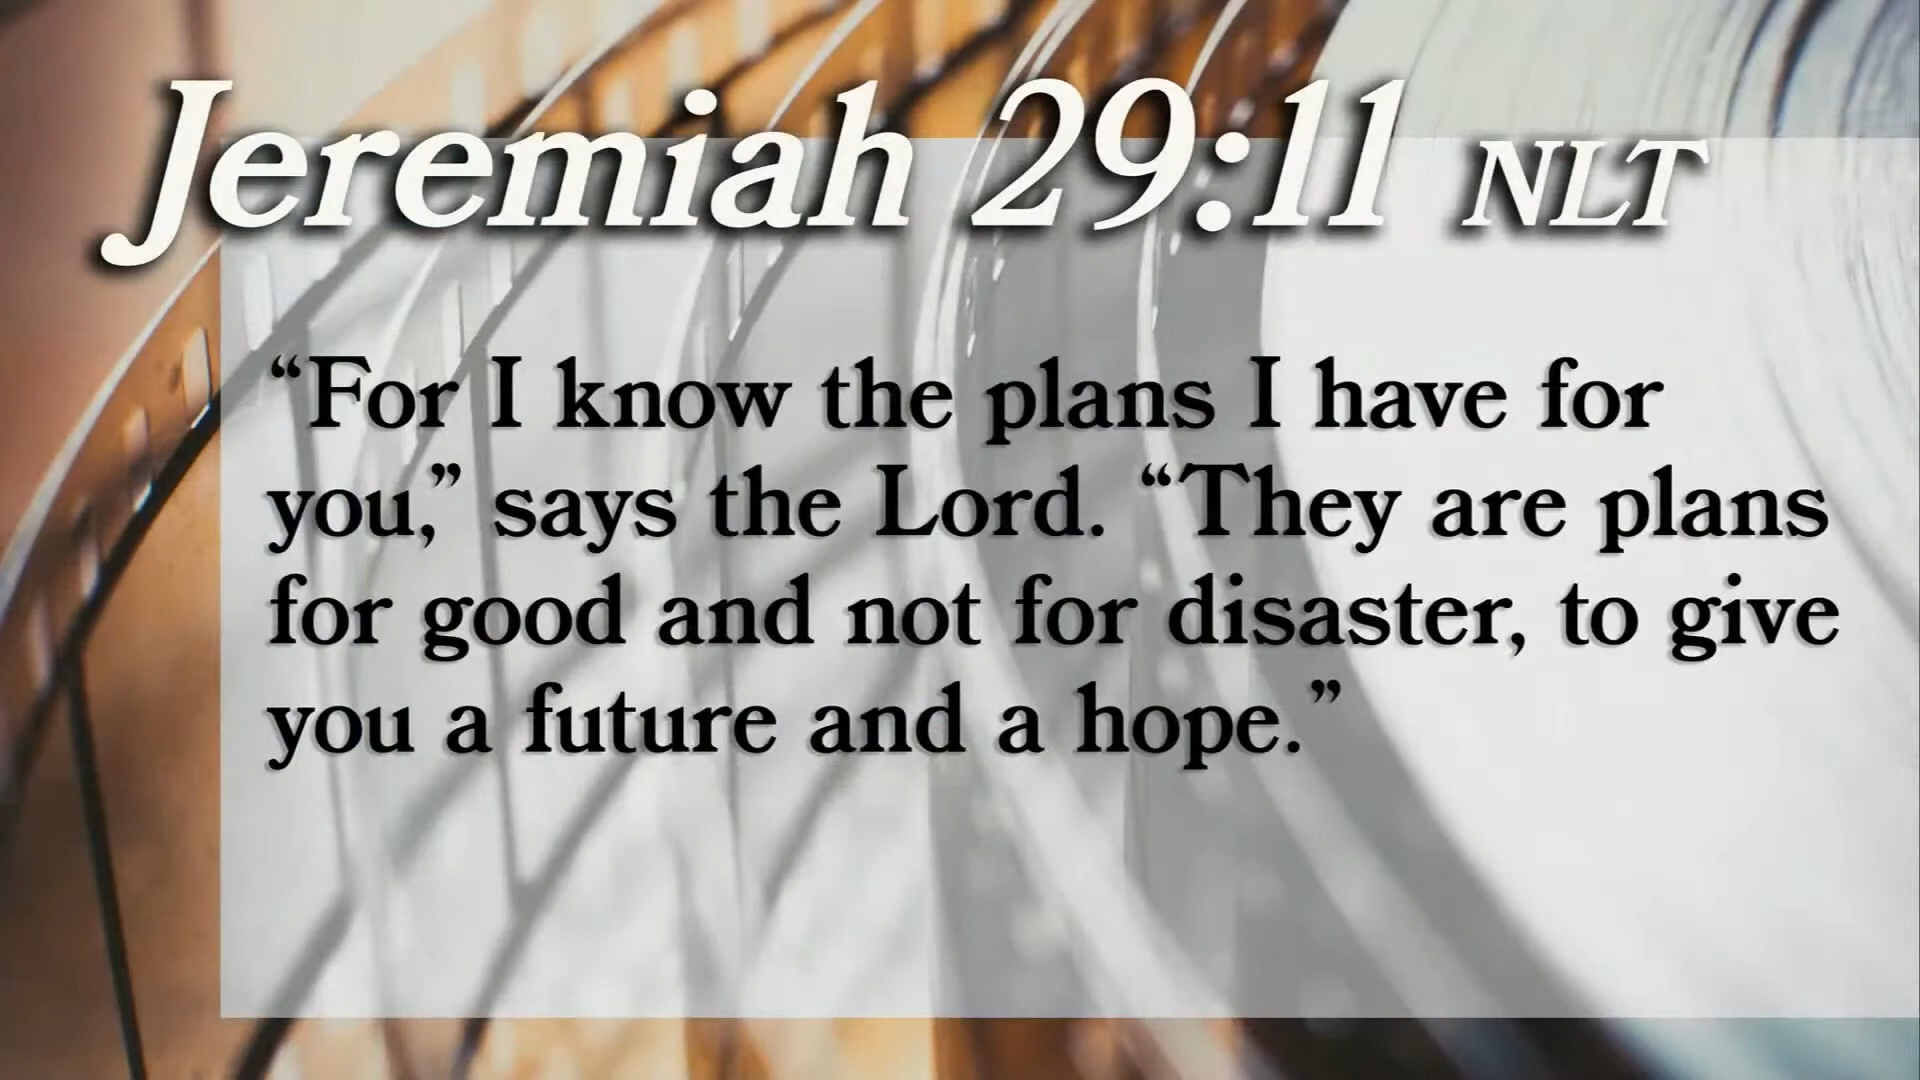 Jeremiah 29:11 NLT
“For I know the plans I have for
you,” says the Lord. “They are plans
for good and not for disaster, to give
you a future and a hope.”